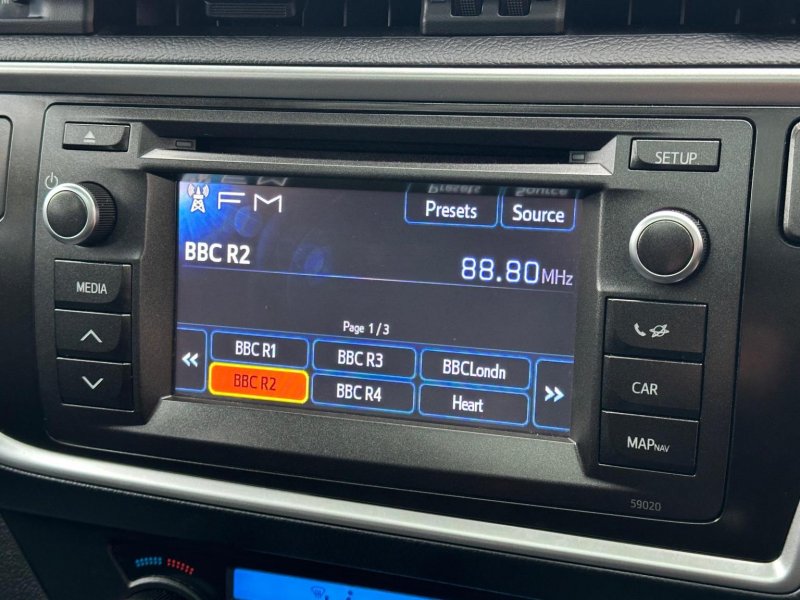 SETUP
FM
Presets
Source
BBC R2
88.80MHz
MEDIA
Page 1/3
BBC R1
BBC R3
BBCLondn
BBC R2
BBC R4
Heart
CAR
MAPNAV
59020